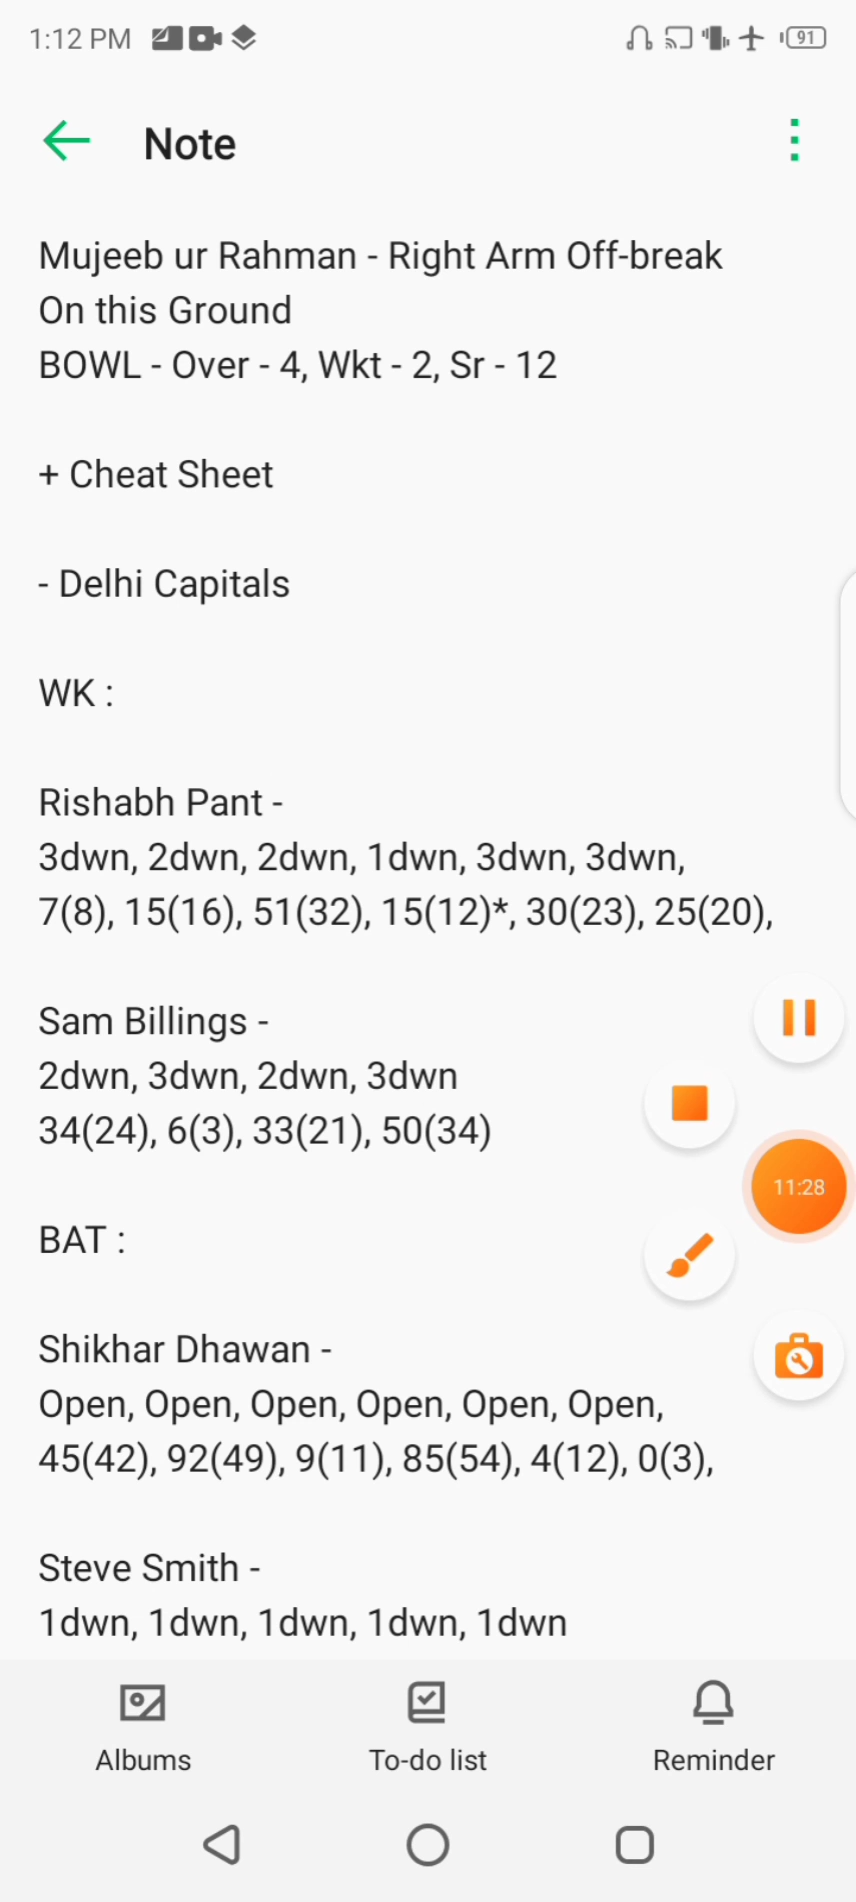 1:12 PM
91
Note
Mujeeb ur Rahman - Right Arm Off-break
On this Ground
BOWL - Over - 4, Wkt - 2, Sr - 12
+ Cheat Sheet
- Delhi Capitals
WK :
Rishabh Pant -
3dwn, 2dwn, 2dwn, 1dwn, 3dwn, 3dwn,
7(8), 15(16), 51(32), 15(12)*, 30(23), 25(20),
Sam Billings -
2dwn, 3dwn, 2dwn, 3dwn
34(24), 6(3), 33(21), 50(34)
11:28
BAT :
Shikhar Dhawan -
Open, Open, Open, Open, Open, Open,
45(42), 92(49), 9(11), 85(54), 4(12), 0(3),
Steve Smith -
1dwn, 1dwn, 1dwn, 1dwn, 1dwn
Albums
To-do list
Reminder